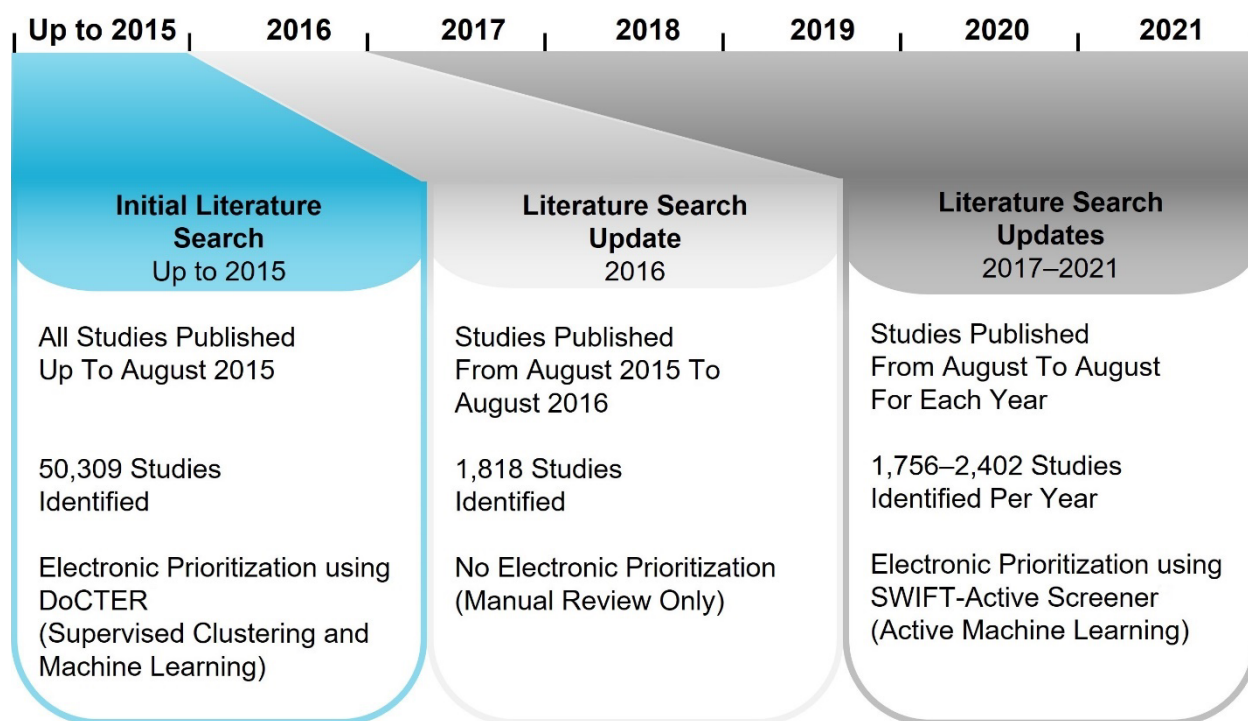 Up to 2015 2016 2017 2018 2019 2020 2021
Initial Literature
Search
Up to 2015
All Studies Published
Up To August 2015
50,309 Studies
Identified
Electronic Prioritization using
DoCTER
(Supervised Clustering and
Machine Learning)
Literature Search
Update
2016
Studies Published
From August 2015 To
August 2016
1,818 Studies
Identified
No Electronic Prioritization
(Manual Review Only)
Literature Search
Updates
2017–2021
Studies Published
From August To August
For Each Year
1,756–2,402 Studies
Identified Per Year
Electronic Prioritization using
SWIFT-Active Screener
(Active Machine Learning)